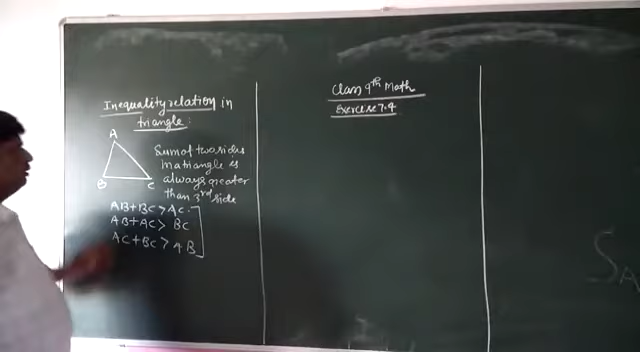 Inequality relation in
triangle:
A
B C
Sum of two sides
in a triangle is
always greater
than 3rd side
AB+BC > AC
AB+AC > BC
AC+BC > AB
Class 9th Math
Exercise 7.4
SA